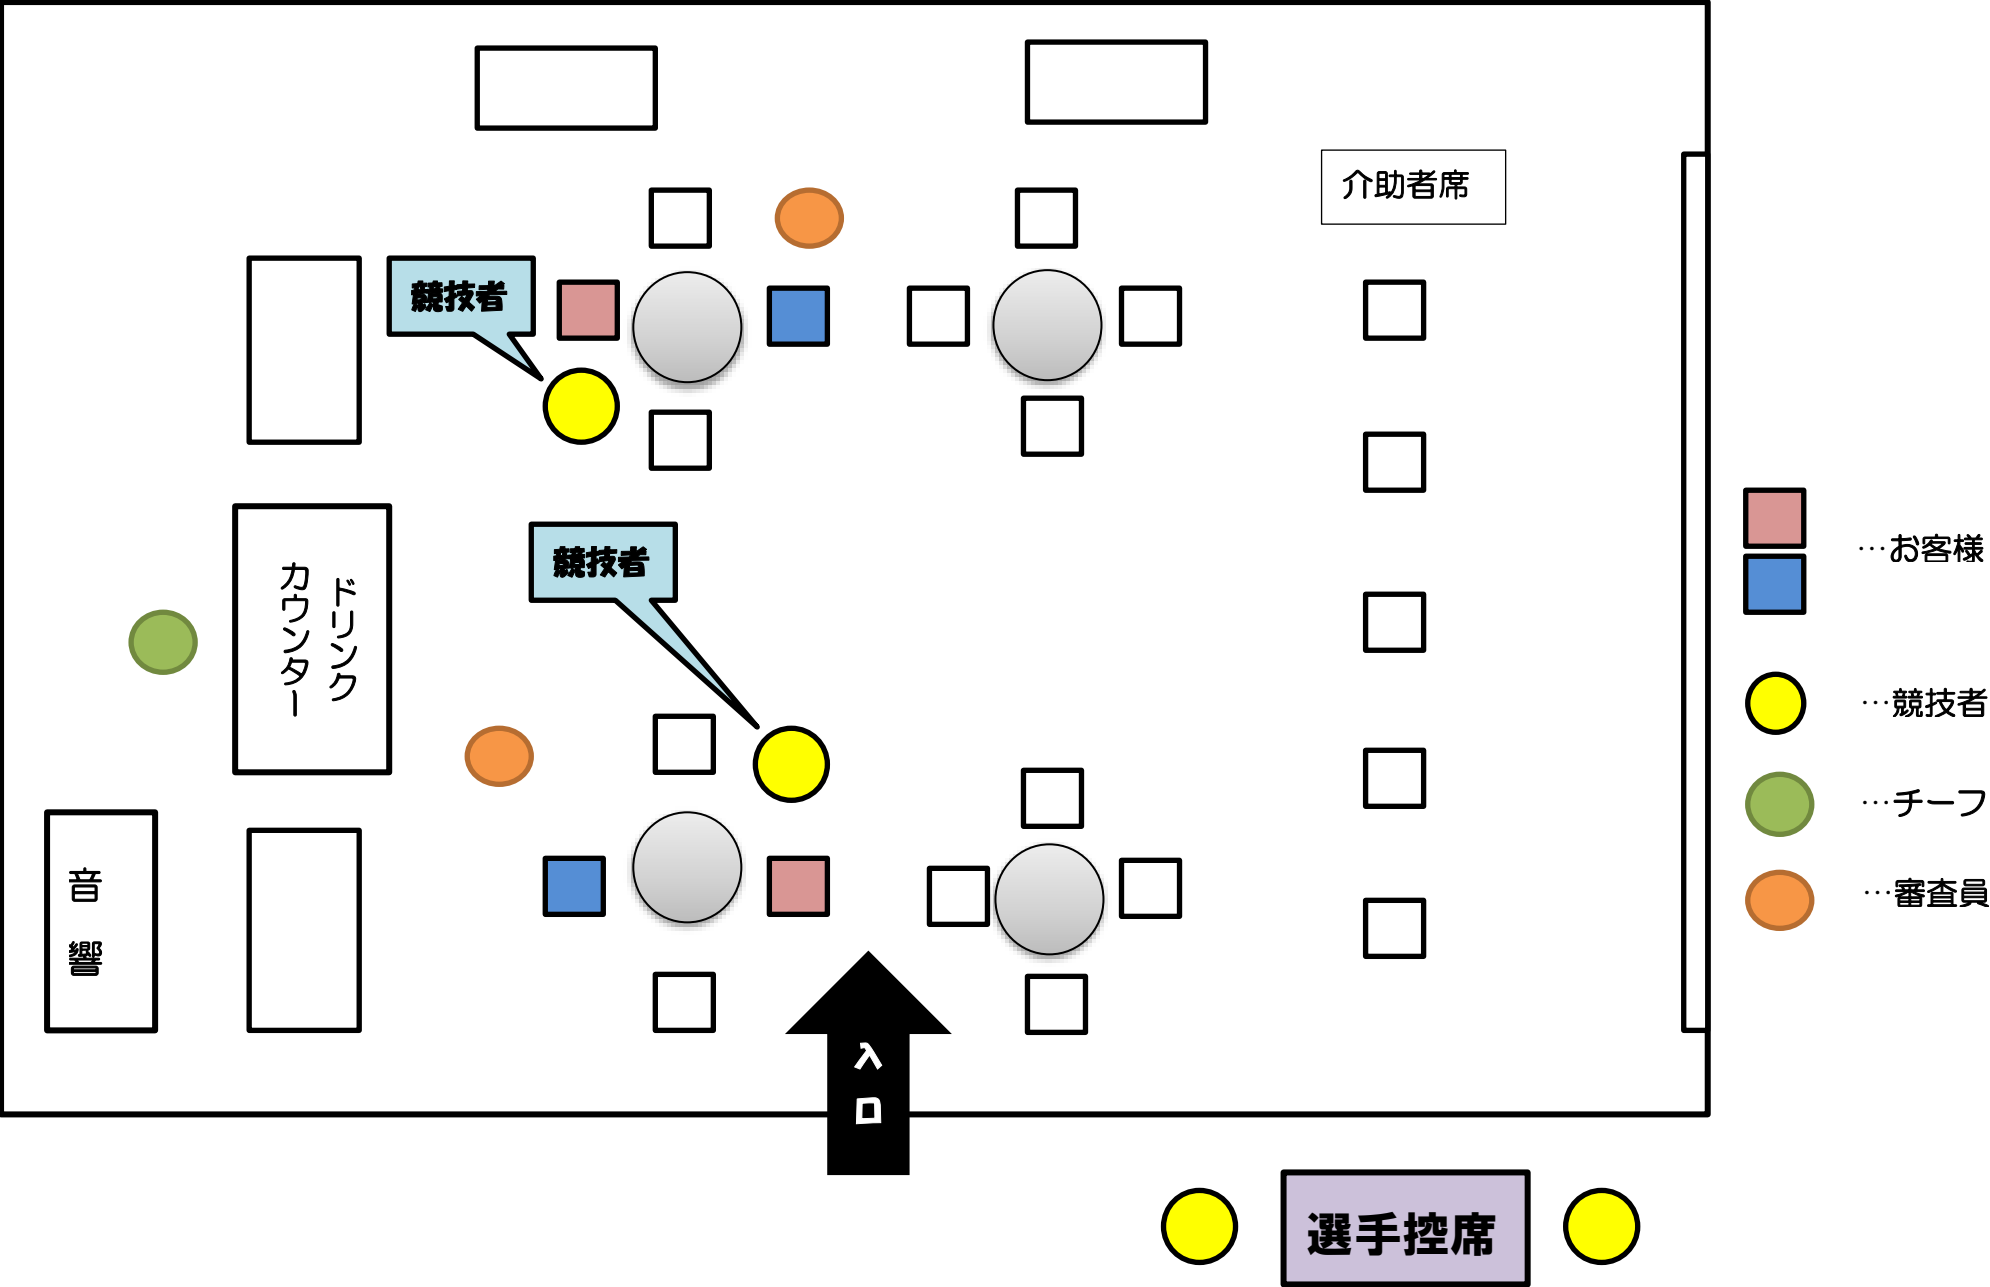 介助者席
競技者
競技者
ドリンク
カウンター
音響
入口
選手控席
…お客様
…競技者
…チーフ
…審査員